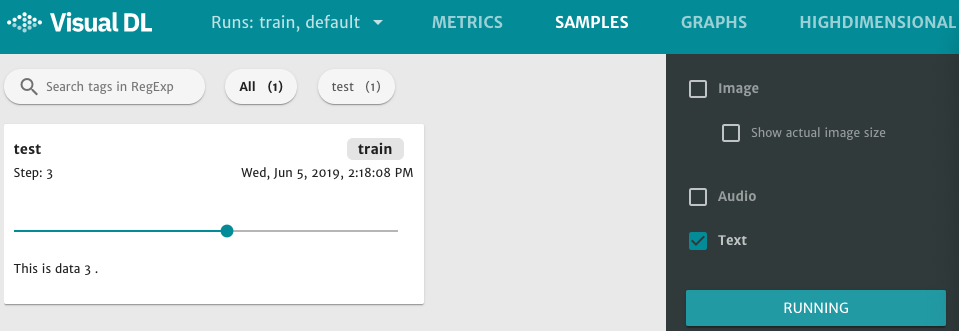 Visual DL
Runs: train, default
METRICS
SAMPLES
GRAPHS
HIGHDIMENSIONAL
Search tags in RegExp
All (1)
test (1)
test
train
Step: 3
Wed, Jun 5, 2019, 2:18:08 PM
This is data 3 .
Image
Show actual image size
Audio
Text
RUNNING